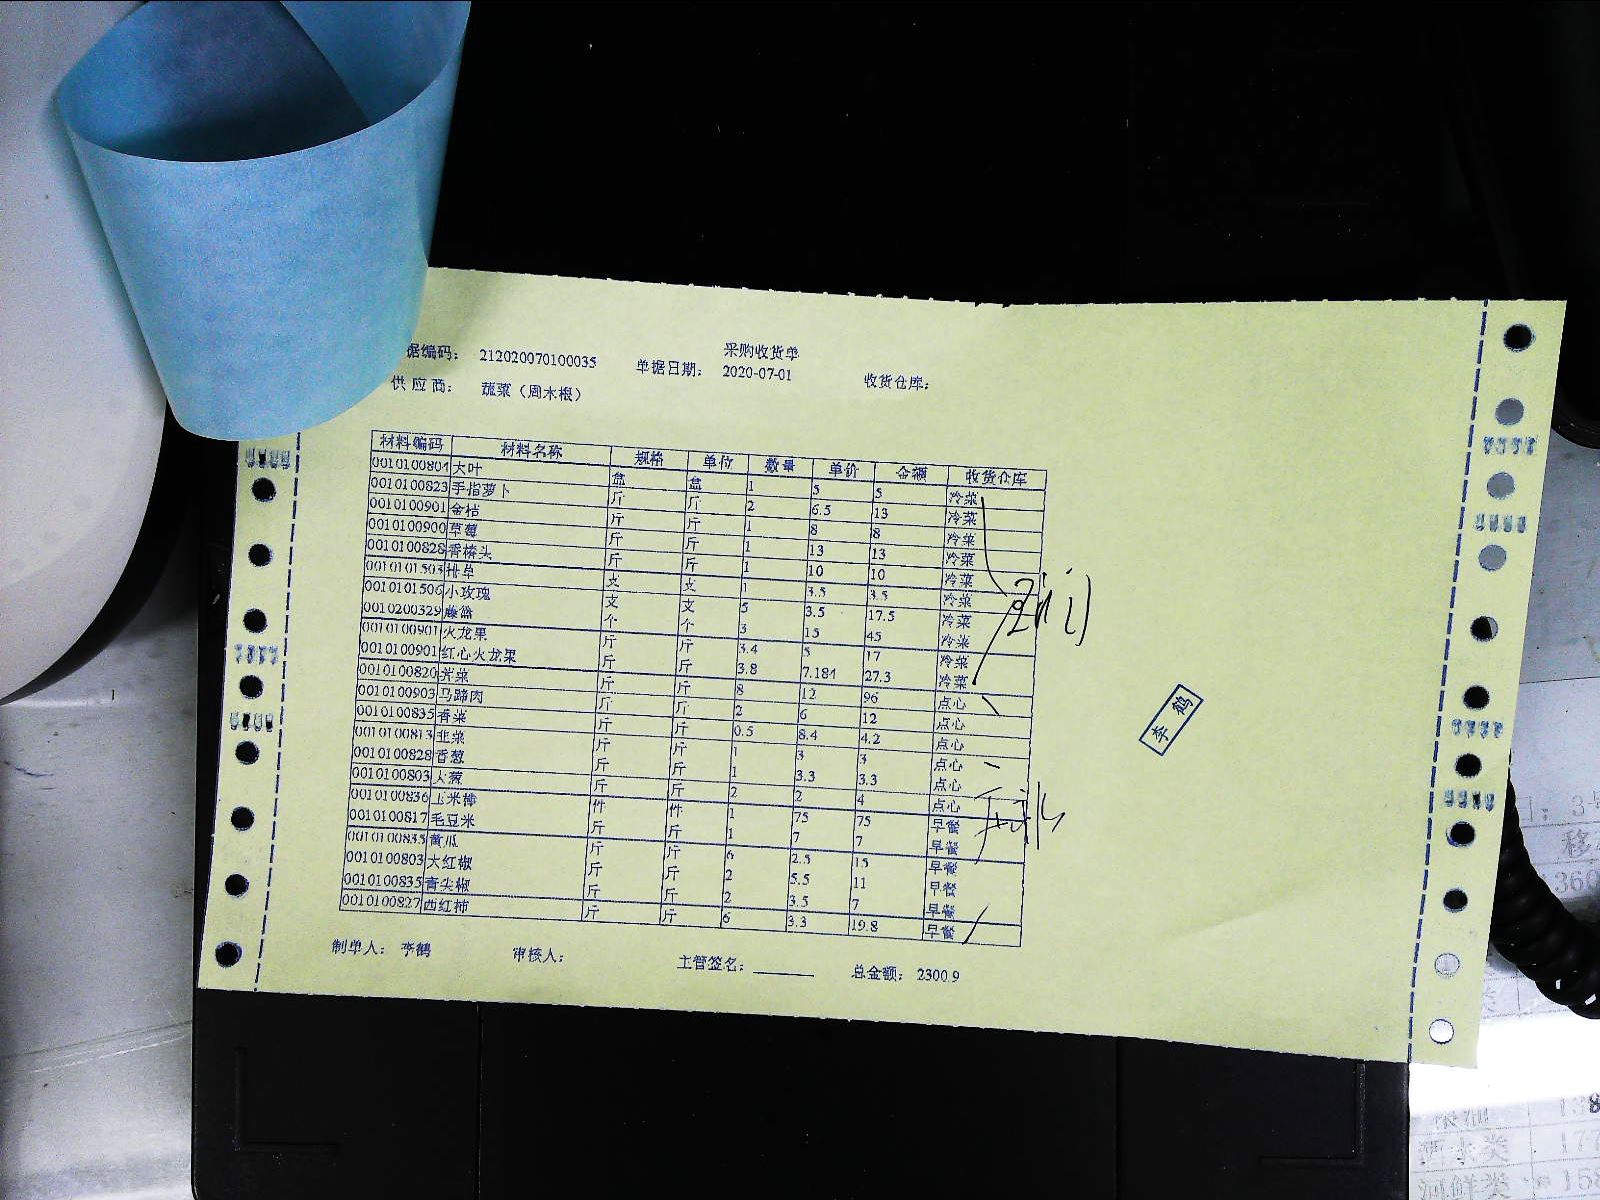 采购收货单
据编码： 212020070100035 单据日期： 2020-07-01 收货仓库：
供应商： 蔬菜（周木根）
材料编码 材料名称 规格 单位 数量 单价 金额 收货仓库
0010100804 大叶 盒 盒 1 5 5 冷菜
0010100823 手指萝卜 斤 斤 2 6.5 13 冷菜
0010100901 金桔 斤 斤 1 8 8 冷菜
0010100900 草莓 斤 斤 1 13 13 冷菜
0010100828 香椿头 斤 斤 1 10 10 冷菜
0010101503 排草 支 支 1 3.5 3.5 冷菜
0010101506 小玫瑰 支 支 5 3.5 17.5 冷菜
0010200329 藤篮 个 个 3 15 45 冷菜
0010100901 火龙果 斤 斤 3.4 5 17 冷菜
0010100901 红心火龙果 斤 斤 3.8 7.184 27.3 冷菜
0010100820 荠菜 斤 斤 8 12 96 点心
0010100903 马蹄肉 斤 斤 2 6 12 点心
0010100835 香菜 斤 斤 0.5 8.4 4.2 点心
0010100813 韭菜 斤 斤 1 3 3 点心
0010100828 香葱 斤 斤 1 3.3 3.3 点心
0010100803 大葱 斤 斤 2 2 4 点心
0010100836 玉米棒 件 件 1 75 75 早餐
0010100817 毛豆米 斤 斤 1 7 7 早餐
0010100835 黄瓜 斤 斤 6 2.5 15 早餐
0010100803 大红椒 斤 斤 2 5.5 11 早餐
0010100835 青尖椒 斤 斤 2 3.5 7 早餐
0010100827 西红柿 斤 斤 6 3.3 19.8 早餐
制单人： 李鹤 审核人： 主管签名： 总金额： 2300.9
李鹤